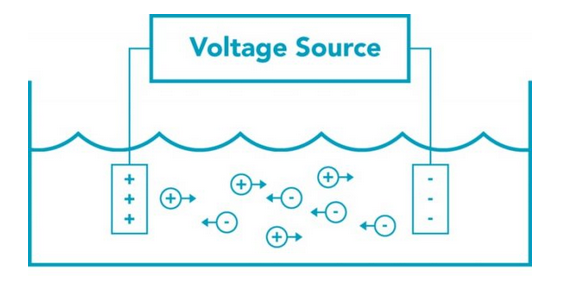 Voltage Source
+ + - -
+ + - + - -
+ - + - - -